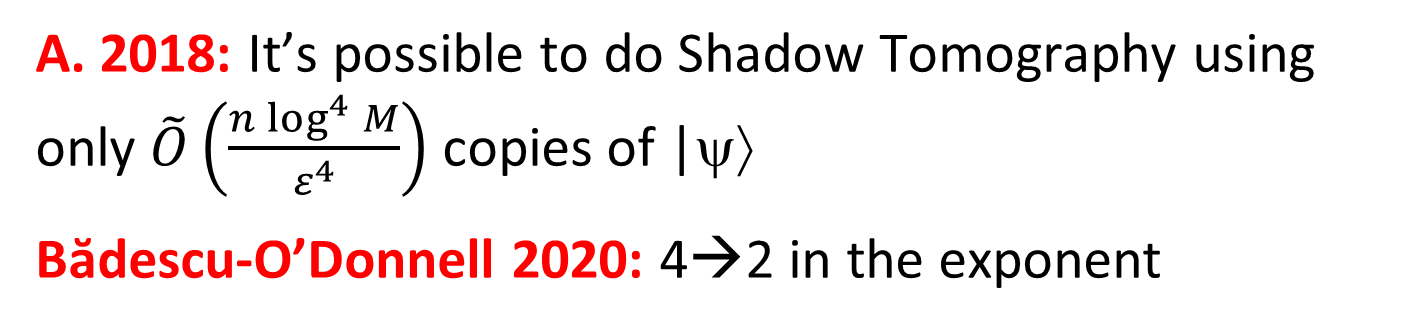 A. 2018: It's possible to do Shadow Tomography using
only Õ (n log⁴ M / ε⁴) copies of |ψ⟩
Bădescu-O'Donnell 2020: 4→2 in the exponent